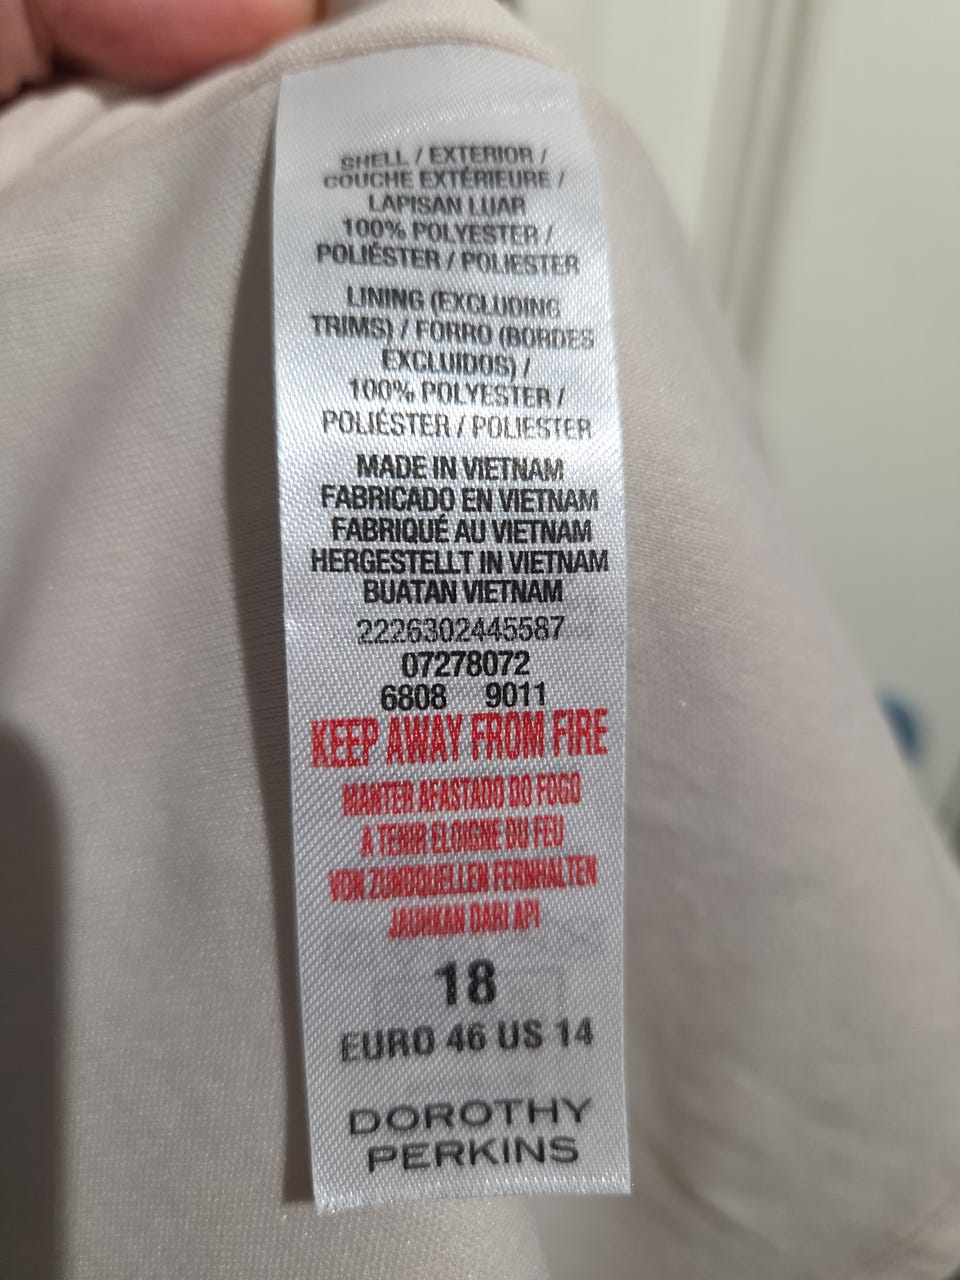 SHELL / EXTERIOR /
COUCHE EXTÉRIEURE /
LAPISAN LUAR
100% POLYESTER /
POLIÉSTER / POLIESTER
LINING (EXCLUDING
TRIMS) / FORRO (BORDES
EXCLUIDOS) /
100% POLYESTER /
POLIÉSTER / POLIESTER
MADE IN VIETNAM
FABRICADO EN VIETNAM
FABRIQUÉ AU VIETNAM
HERGESTELLT IN VIETNAM
BUATAN VIETNAM
2226302445587
07278072
6808 9011
KEEP AWAY FROM FIRE
MANTER AFASTADO DO FOGO
A TENIR ELOIGNE DU FEU
VON ZUNDQUELLEN FERNHALTEN
JAUHKAN DARI API
18
EURO 46 US 14
DOROTHY
PERKINS